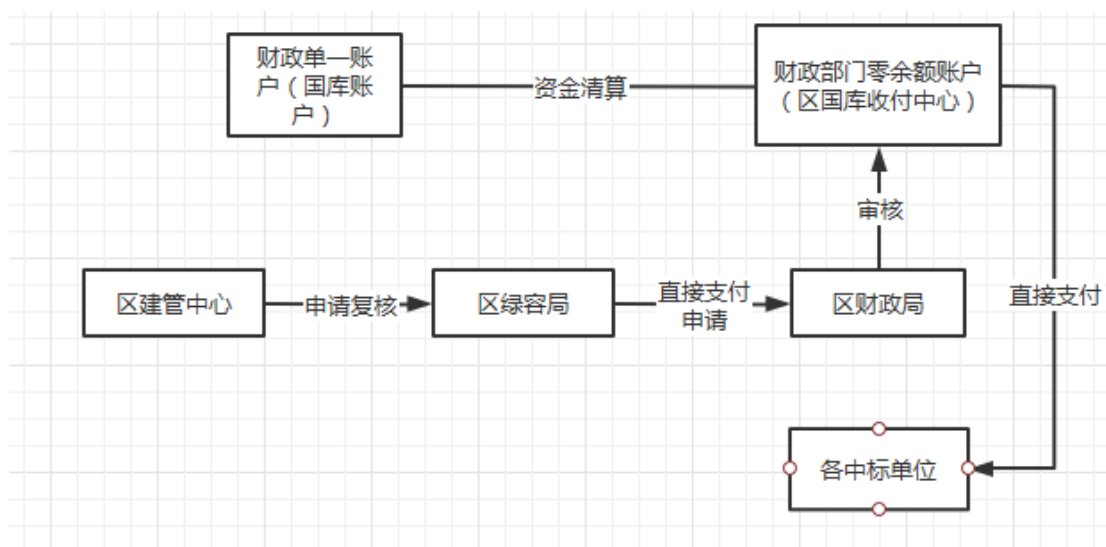 财政单一账
户（国库账
户）
资金清算
财政部门零余额账户
（区国库收付中心）
审核
区建管中心
申请复核
区绿容局
直接支付
申请
区财政局
直接支付
各中标单位